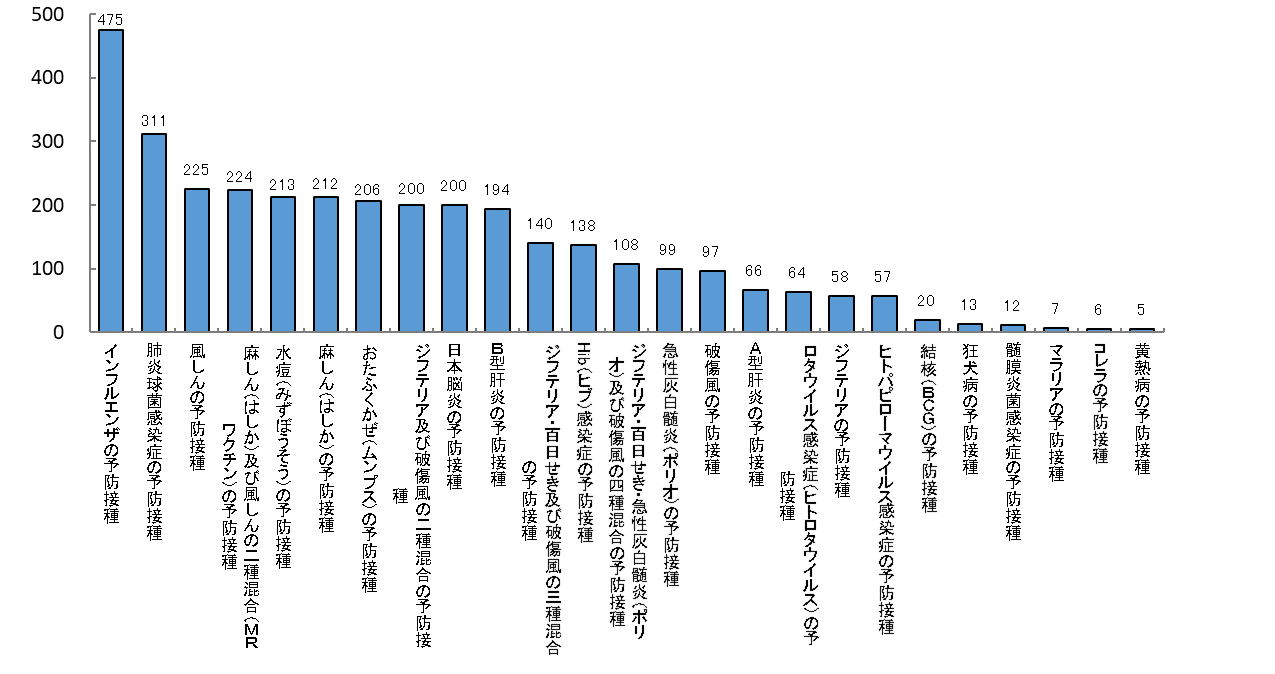 500
400
300
200
100
0
475
311
225
224
213
212
206
200
200
194
140
138
108
99
97
66
64
58
57
20
13
12
7
6
5
インフルエンザの予防接種
肺炎球菌感染症の予防接種
風しんの予防接種
麻しん(はしか)及び風しんの二種混合(MR
ワクチン)の予防接種
水痘(みずぼうそう)の予防接種
麻しん(はしか)の予防接種
おたふくかぜ(ムンプス)の予防接種
ジフテリア及び破傷風の二種混合の予防接
種
日本脳炎の予防接種
B型肝炎の予防接種
ジフテリア・百日せき及び破傷風の三種混合
の予防接種
Hib(ヒブ)感染症の予防接種
ジフテリア・百日せき・急性灰白髄炎(ポリ
オ)及び破傷風の四種混合の予防接種
急性灰白髄炎(ポリオ)の予防接種
破傷風の予防接種
A型肝炎の予防接種
ロタウイルス感染症(ヒトロタウイルス)の予
防接種
ジフテリアの予防接種
ヒトパピローマウイルス感染症の予防接種
結核(BCG)の予防接種
狂犬病の予防接種
髄膜炎菌感染症の予防接種
マラリアの予防接種
コレラの予防接種
黄熱病の予防接種